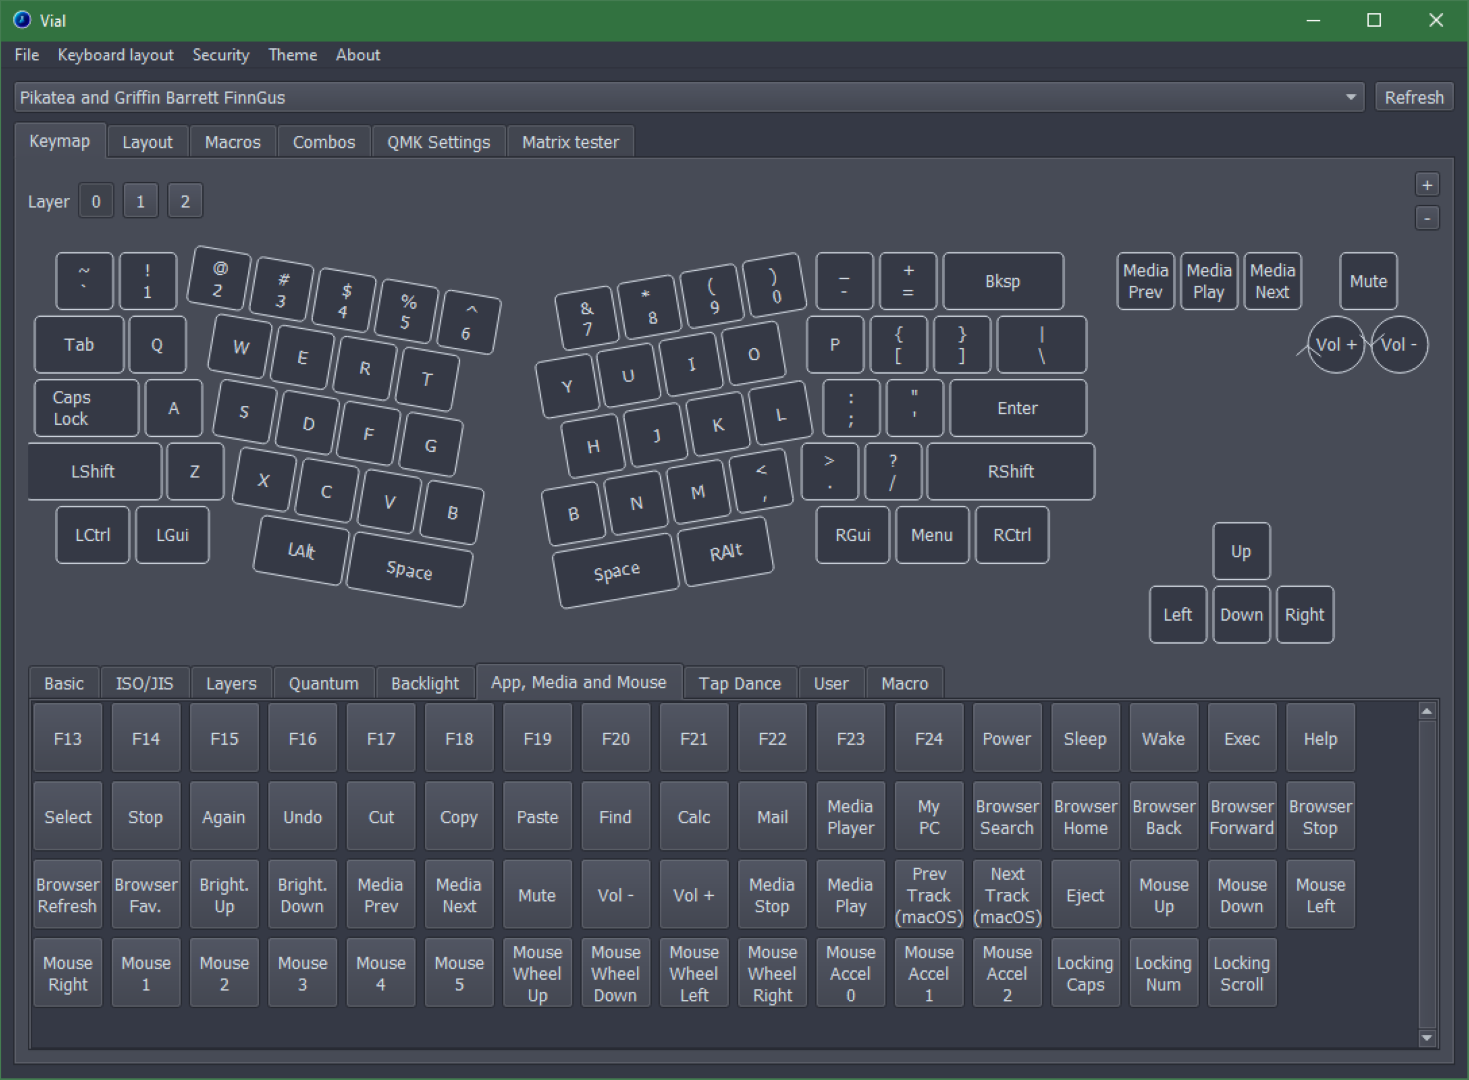 Vial
File Keyboard layout Security Theme About
Pikatea and Griffin Barrett FinnGus Refresh
Keymap Layout Macros Combos QMK Settings Matrix tester
+
Layer 0 1 2
-
~ ! @ # $ % ^ & * ( ) _ + Bksp Media Media Media Mute
` 1 2 3 4 5 6 7 8 9 0 - = Prev Play Next
Tab Q W E R T Y U I O P { } | Vol + Vol -
[ ] \
Caps A S D F G H J K L : " Enter
Lock ; '
LShift Z X C V B B N M < > ? RShift
, . /
LCtrl LGui LAlt Space Space RAlt RGui Menu RCtrl Up
Left Down Right
Basic ISO/JIS Layers Quantum Backlight App, Media and Mouse Tap Dance User Macro
F13 F14 F15 F16 F17 F18 F19 F20 F21 F22 F23 F24 Power Sleep Wake Exec Help
Select Stop Again Undo Cut Copy Paste Find Calc Mail Media My Browser Browser Browser Browser Browser
Player PC Search Home Back Forward Stop
Browser Browser Bright. Bright. Media Media Mute Vol - Vol + Media Media Prev Next Eject Mouse Mouse Mouse
Refresh Fav. Up Down Prev Next Stop Play Track Track Up Down Left
(macOS) (macOS)
Mouse Mouse Mouse Mouse Mouse Mouse Mouse Mouse Mouse Mouse Mouse Mouse Mouse Locking Locking Locking
Right 1 2 3 4 5 Wheel Wheel Wheel Wheel Accel Accel Accel Caps Num Scroll
Up Down Left Right 0 1 2